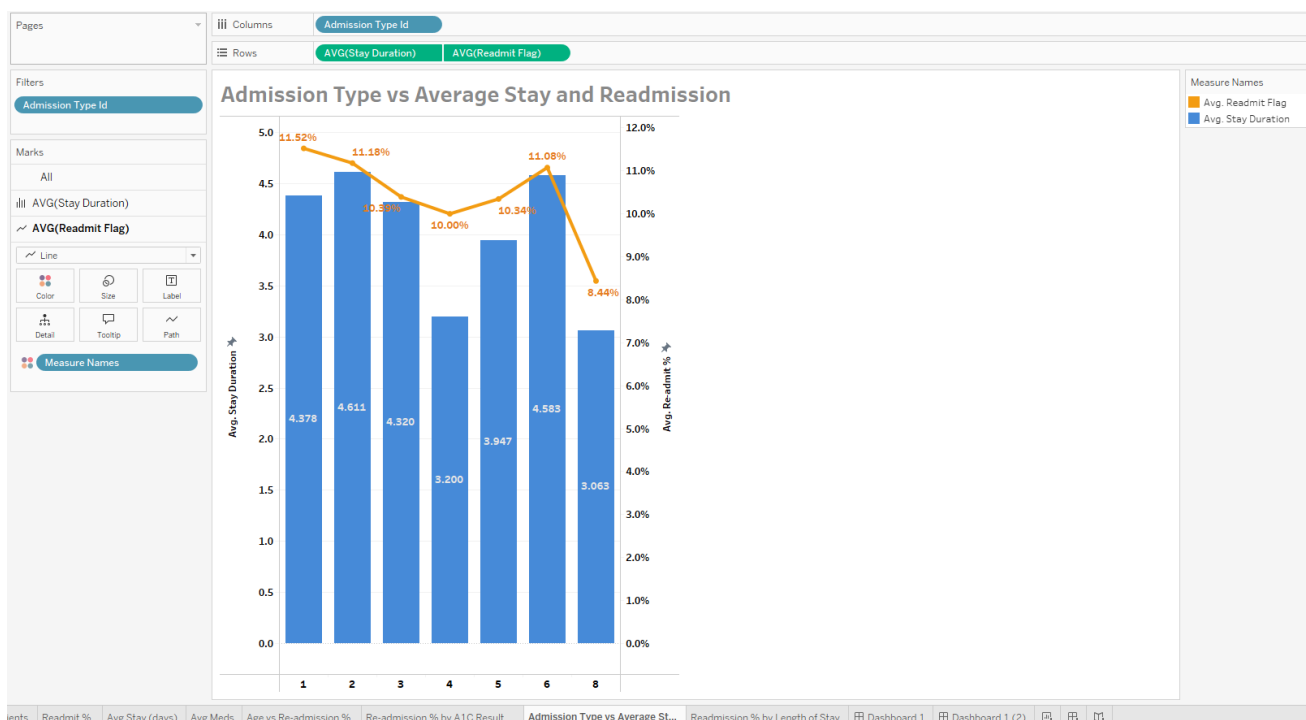 Pages
Columns
Admission Type Id
Rows
AVG(Stay Duration)
AVG(Readmit Flag)
Filters
Admission Type Id
Marks
All
AVG(Stay Duration)
AVG(Readmit Flag)
Line
Color
Size
Label
Detail
Tooltip
Path
Measure Names
Admission Type vs Average Stay and Readmission
Avg. Stay Duration
5.0
4.5
4.0
3.5
3.0
2.5
2.0
1.5
1.0
0.5
0.0
11.52%
11.18%
10.39%
10.00%
10.34%
11.08%
8.44%
4.378
4.611
4.320
3.200
3.947
4.583
3.063
12.0%
11.0%
10.0%
9.0%
8.0%
7.0%
6.0%
5.0%
4.0%
3.0%
2.0%
1.0%
0.0%
Avg. Re-admit %
1 2 3 4 5 6 8
Measure Names
Avg. Readmit Flag
Avg. Stay Duration
Readmit % Avg Stay (days) Avg Meds Age vs Re-admission % Re-admission % by A1C Result Admission Type vs Average St... Readmission % by Length of Stay Dashboard 1 Dashboard 1 (2)